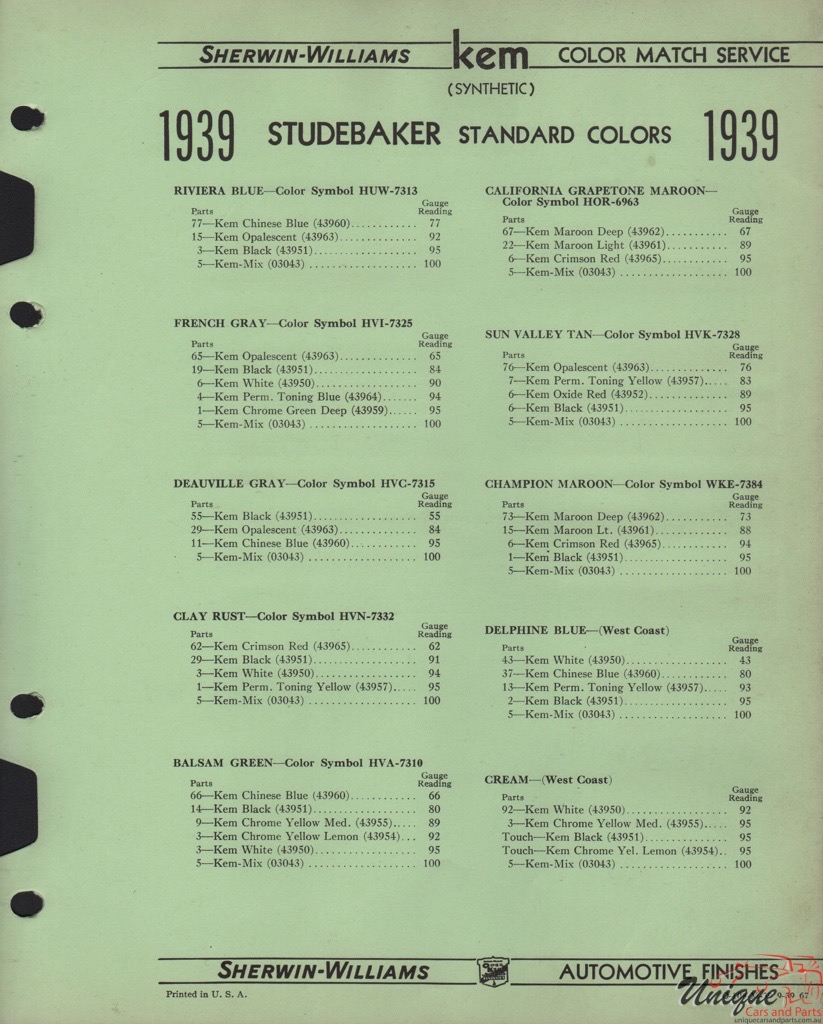 SHERWIN-WILLIAMS kem COLOR MATCH SERVICE
(SYNTHETIC)
1939 STUDEBAKER STANDARD COLORS 1939
RIVIERA BLUE—Color Symbol HUW-7313
Parts Gauge Reading
77—Kem Chinese Blue (43960)............ 77
15—Kem Opalescent (43963).............. 92
3—Kem Black (43951).................. 95
5—Kem-Mix (03043) ................... 100
FRENCH GRAY—Color Symbol HVI-7325
Parts Gauge Reading
65—Kem Opalescent (43963).............. 65
19—Kem Black (43951).................. 84
6—Kem White (43950).................. 90
4—Kem Perm. Toning Blue (43964)....... 94
1—Kem Chrome Green Deep (43959)...... 95
5—Kem-Mix (03043) ................... 100
DEAUVILLE GRAY—Color Symbol HVC-7315
Parts Gauge Reading
55—Kem Black (43951).................. 55
29—Kem Opalescent (43963).............. 84
11—Kem Chinese Blue (43960)............ 95
5—Kem-Mix (03043) ................... 100
CLAY RUST—Color Symbol HVN-7332
Parts Gauge Reading
62—Kem Crimson Red (43965)............ 62
29—Kem Black (43951).................. 91
3—Kem White (43950).................. 94
1—Kem Perm. Toning Yellow (43957)..... 95
5—Kem-Mix (03043) ................... 100
BALSAM GREEN—Color Symbol HVA-7310
Parts Gauge Reading
66—Kem Chinese Blue (43960)............ 66
14—Kem Black (43951).................. 80
9—Kem Chrome Yellow Med. (43955)..... 89
3—Kem Chrome Yellow Lemon (43954)... 92
3—Kem White (43950).................. 95
5—Kem-Mix (03043) ................... 100
CALIFORNIA GRAPETONE MAROON—
Color Symbol HOR-6963
Parts Gauge Reading
67—Kem Maroon Deep (43962)........... 67
22—Kem Maroon Light (43961)........... 89
6—Kem Crimson Red (43965)............ 95
5—Kem-Mix (03043) ................... 100
SUN VALLEY TAN—Color Symbol HVK-7328
Parts Gauge Reading
76—Kem Opalescent (43963).............. 76
7—Kem Perm. Toning Yellow (43957)..... 83
6—Kem Oxide Red (43952).............. 89
6—Kem Black (43951).................. 95
5—Kem-Mix (03043) ................... 100
CHAMPION MAROON—Color Symbol WKE-7384
Parts Gauge Reading
73—Kem Maroon Deep (43962)........... 73
15—Kem Maroon Lt. (43961)............. 88
6—Kem Crimson Red (43965)............ 94
1—Kem Black (43951).................. 95
5—Kem-Mix (03043) ................... 100
DELPHINE BLUE—(West Coast)
Parts Gauge Reading
43—Kem White (43950).................. 43
37—Kem Chinese Blue (43960)............ 80
13—Kem Perm. Toning Yellow (43957)..... 93
2—Kem Black (43951).................. 95
5—Kem-Mix (03043) ................... 100
CREAM—(West Coast)
Parts Gauge Reading
92—Kem White (43950).................. 92
3—Kem Chrome Yellow Med. (43955)..... 95
Touch—Kem Black (43951)............... 95
Touch—Kem Chrome Yel. Lemon (43954).. 95
5—Kem-Mix (03043) ................... 100
SHERWIN-WILLIAMS AUTOMOTIVE FINISHES
Printed in U. S. A. 9-39 67
Unique
Cars and Parts
uniquecarsandparts.com.au